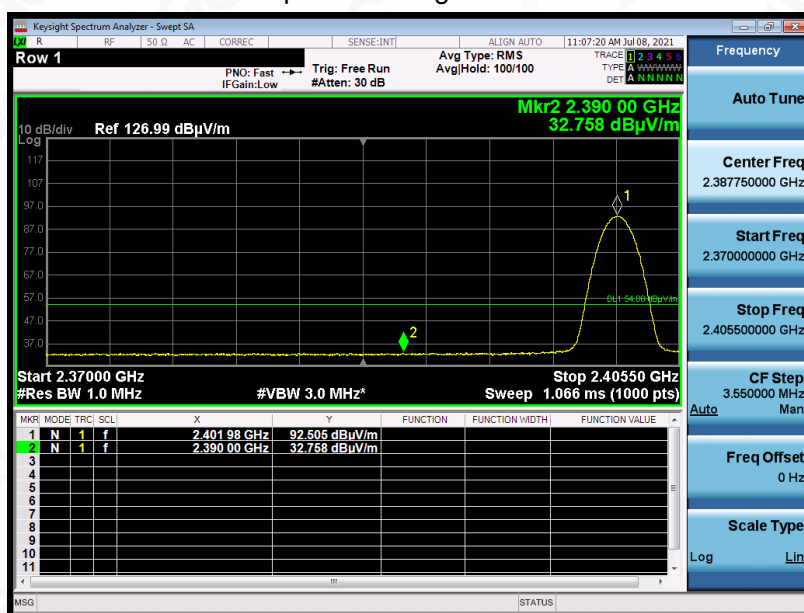 Keysight Spectrum Analyzer - Swept SA
LXI R RF 50 Ω AC CORREC SENSE:INT ALIGN AUTO 11:07:20 AM Jul 08, 2021
Row 1
PNO: Fast
IFGain:Low
Trig: Free Run
#Atten: 30 dB
Avg Type: RMS
Avg|Hold: 100/100
TRACE 1 2 3 4 5 6
TYPE A WWWWW
DET A N N N N N
Mkr2 2.390 00 GHz
32.758 dBµV/m
10 dB/div Ref 126.99 dBµV/m
Log
117
107
97.0
87.0
77.0
67.0
57.0
47.0
37.0
1
2
DL1 54.00 dBµV/m
Start 2.37000 GHz Stop 2.40550 GHz
#Res BW 1.0 MHz #VBW 3.0 MHz* Sweep 1.066 ms (1000 pts)
MKR MODE TRC SCL X Y FUNCTION FUNCTION WIDTH FUNCTION VALUE
1 N 1 f 2.401 98 GHz 92.505 dBµV/m
2 N 1 f 2.390 00 GHz 32.758 dBµV/m
3
4
5
6
7
8
9
10
11
MSG STATUS
Frequency
Auto Tune
Center Freq
2.387750000 GHz
Start Freq
2.370000000 GHz
Stop Freq
2.405500000 GHz
CF Step
3.550000 MHz
Auto Man
Freq Offset
0 Hz
Scale Type
Log Lin